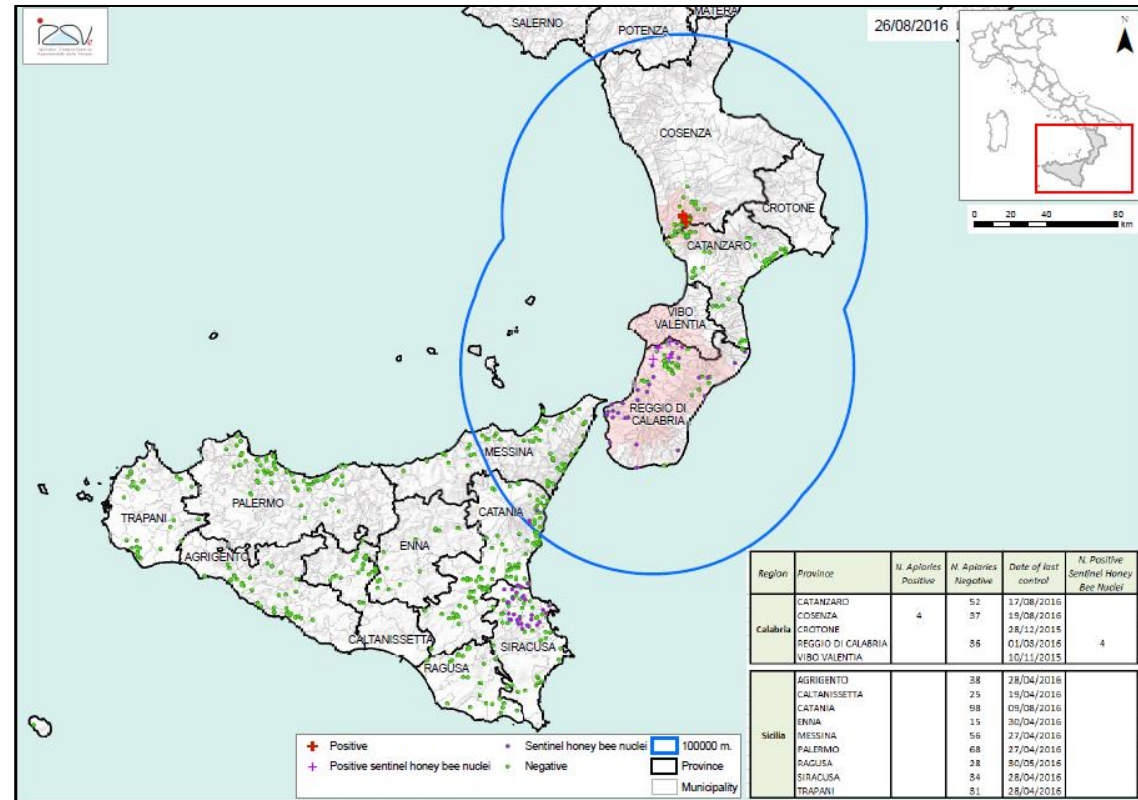 SALERNO
POTENZA
MATERA
26/08/2016
N
COSENZA
CROTONE
CATANZARO
0 20 40 80
km
VIBO
VALENTIA
REGGIO DI
CALABRIA
MESSINA
PALERMO
TRAPANI
CATANIA
ENNA
AGRIGENTO
CALTANISSETTA
SIRACUSA
RAGUSA
Region Province N. Apiaries Positive N. Apiaries Negative Date of last control N. Positive Sentinel Honey Bee Nuclei
Calabria
CATANZARO 52 17/08/2016
COSENZA 4 37 19/08/2016
CROTONE 28/12/2015
REGGIO DI CALABRIA 36 01/08/2016 4
VIBO VALENTIA 10/11/2015
Sicilia
AGRIGENTO 38 28/04/2016
CALTANISSETTA 25 19/04/2016
CATANIA 98 09/08/2016
ENNA 15 30/04/2016
MESSINA 56 27/04/2016
PALERMO 68 27/04/2016
RAGUSA 28 30/05/2016
SIRACUSA 34 28/04/2016
TRAPANI 31 28/04/2016
Positive
Sentinel honey bee nuclei
100000 m.
Positive sentinel honey bee nuclei
Negative
Province
Municipality